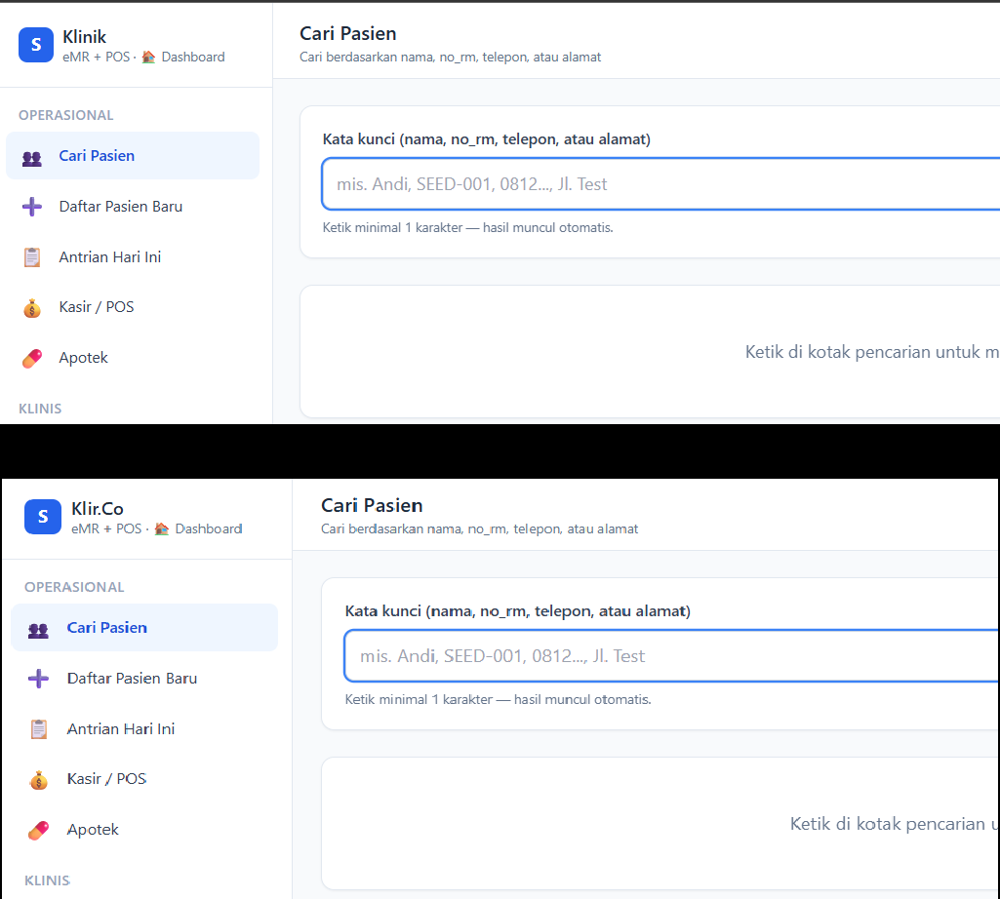 S
Klinik
eMR + POS · 🏠 Dashboard
OPERASIONAL
Cari Pasien
Daftar Pasien Baru
Antrian Hari Ini
Kasir / POS
Apotek
KLINIS
Cari Pasien
Cari berdasarkan nama, no_rm, telepon, atau alamat
Kata kunci (nama, no_rm, telepon, atau alamat)
mis. Andi, SEED-001, 0812..., Jl. Test
Ketik minimal 1 karakter — hasil muncul otomatis.
Ketik di kotak pencarian untuk m
S
Klir.Co
eMR + POS · 🏠 Dashboard
OPERASIONAL
Cari Pasien
Daftar Pasien Baru
Antrian Hari Ini
Kasir / POS
Apotek
KLINIS
Cari Pasien
Cari berdasarkan nama, no_rm, telepon, atau alamat
Kata kunci (nama, no_rm, telepon, atau alamat)
mis. Andi, SEED-001, 0812..., Jl. Test
Ketik minimal 1 karakter — hasil muncul otomatis.
Ketik di kotak pencarian u